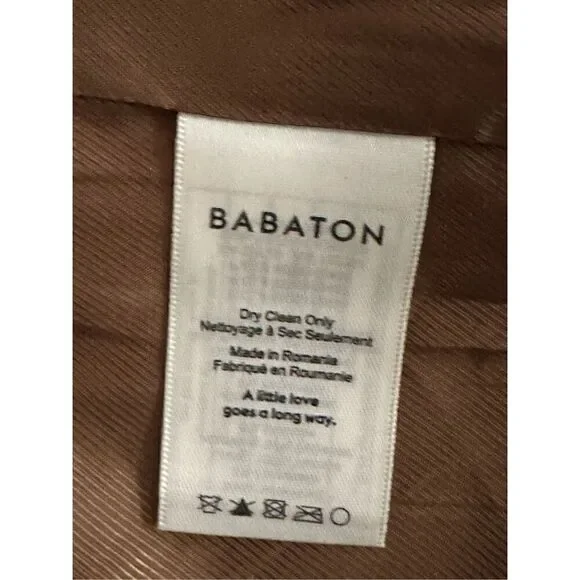 BABATON
Dry Clean Only
Nettoyage à Sec Seulement
Made in Romania
Fabriqué en Roumanie
A little love
goes a long way.